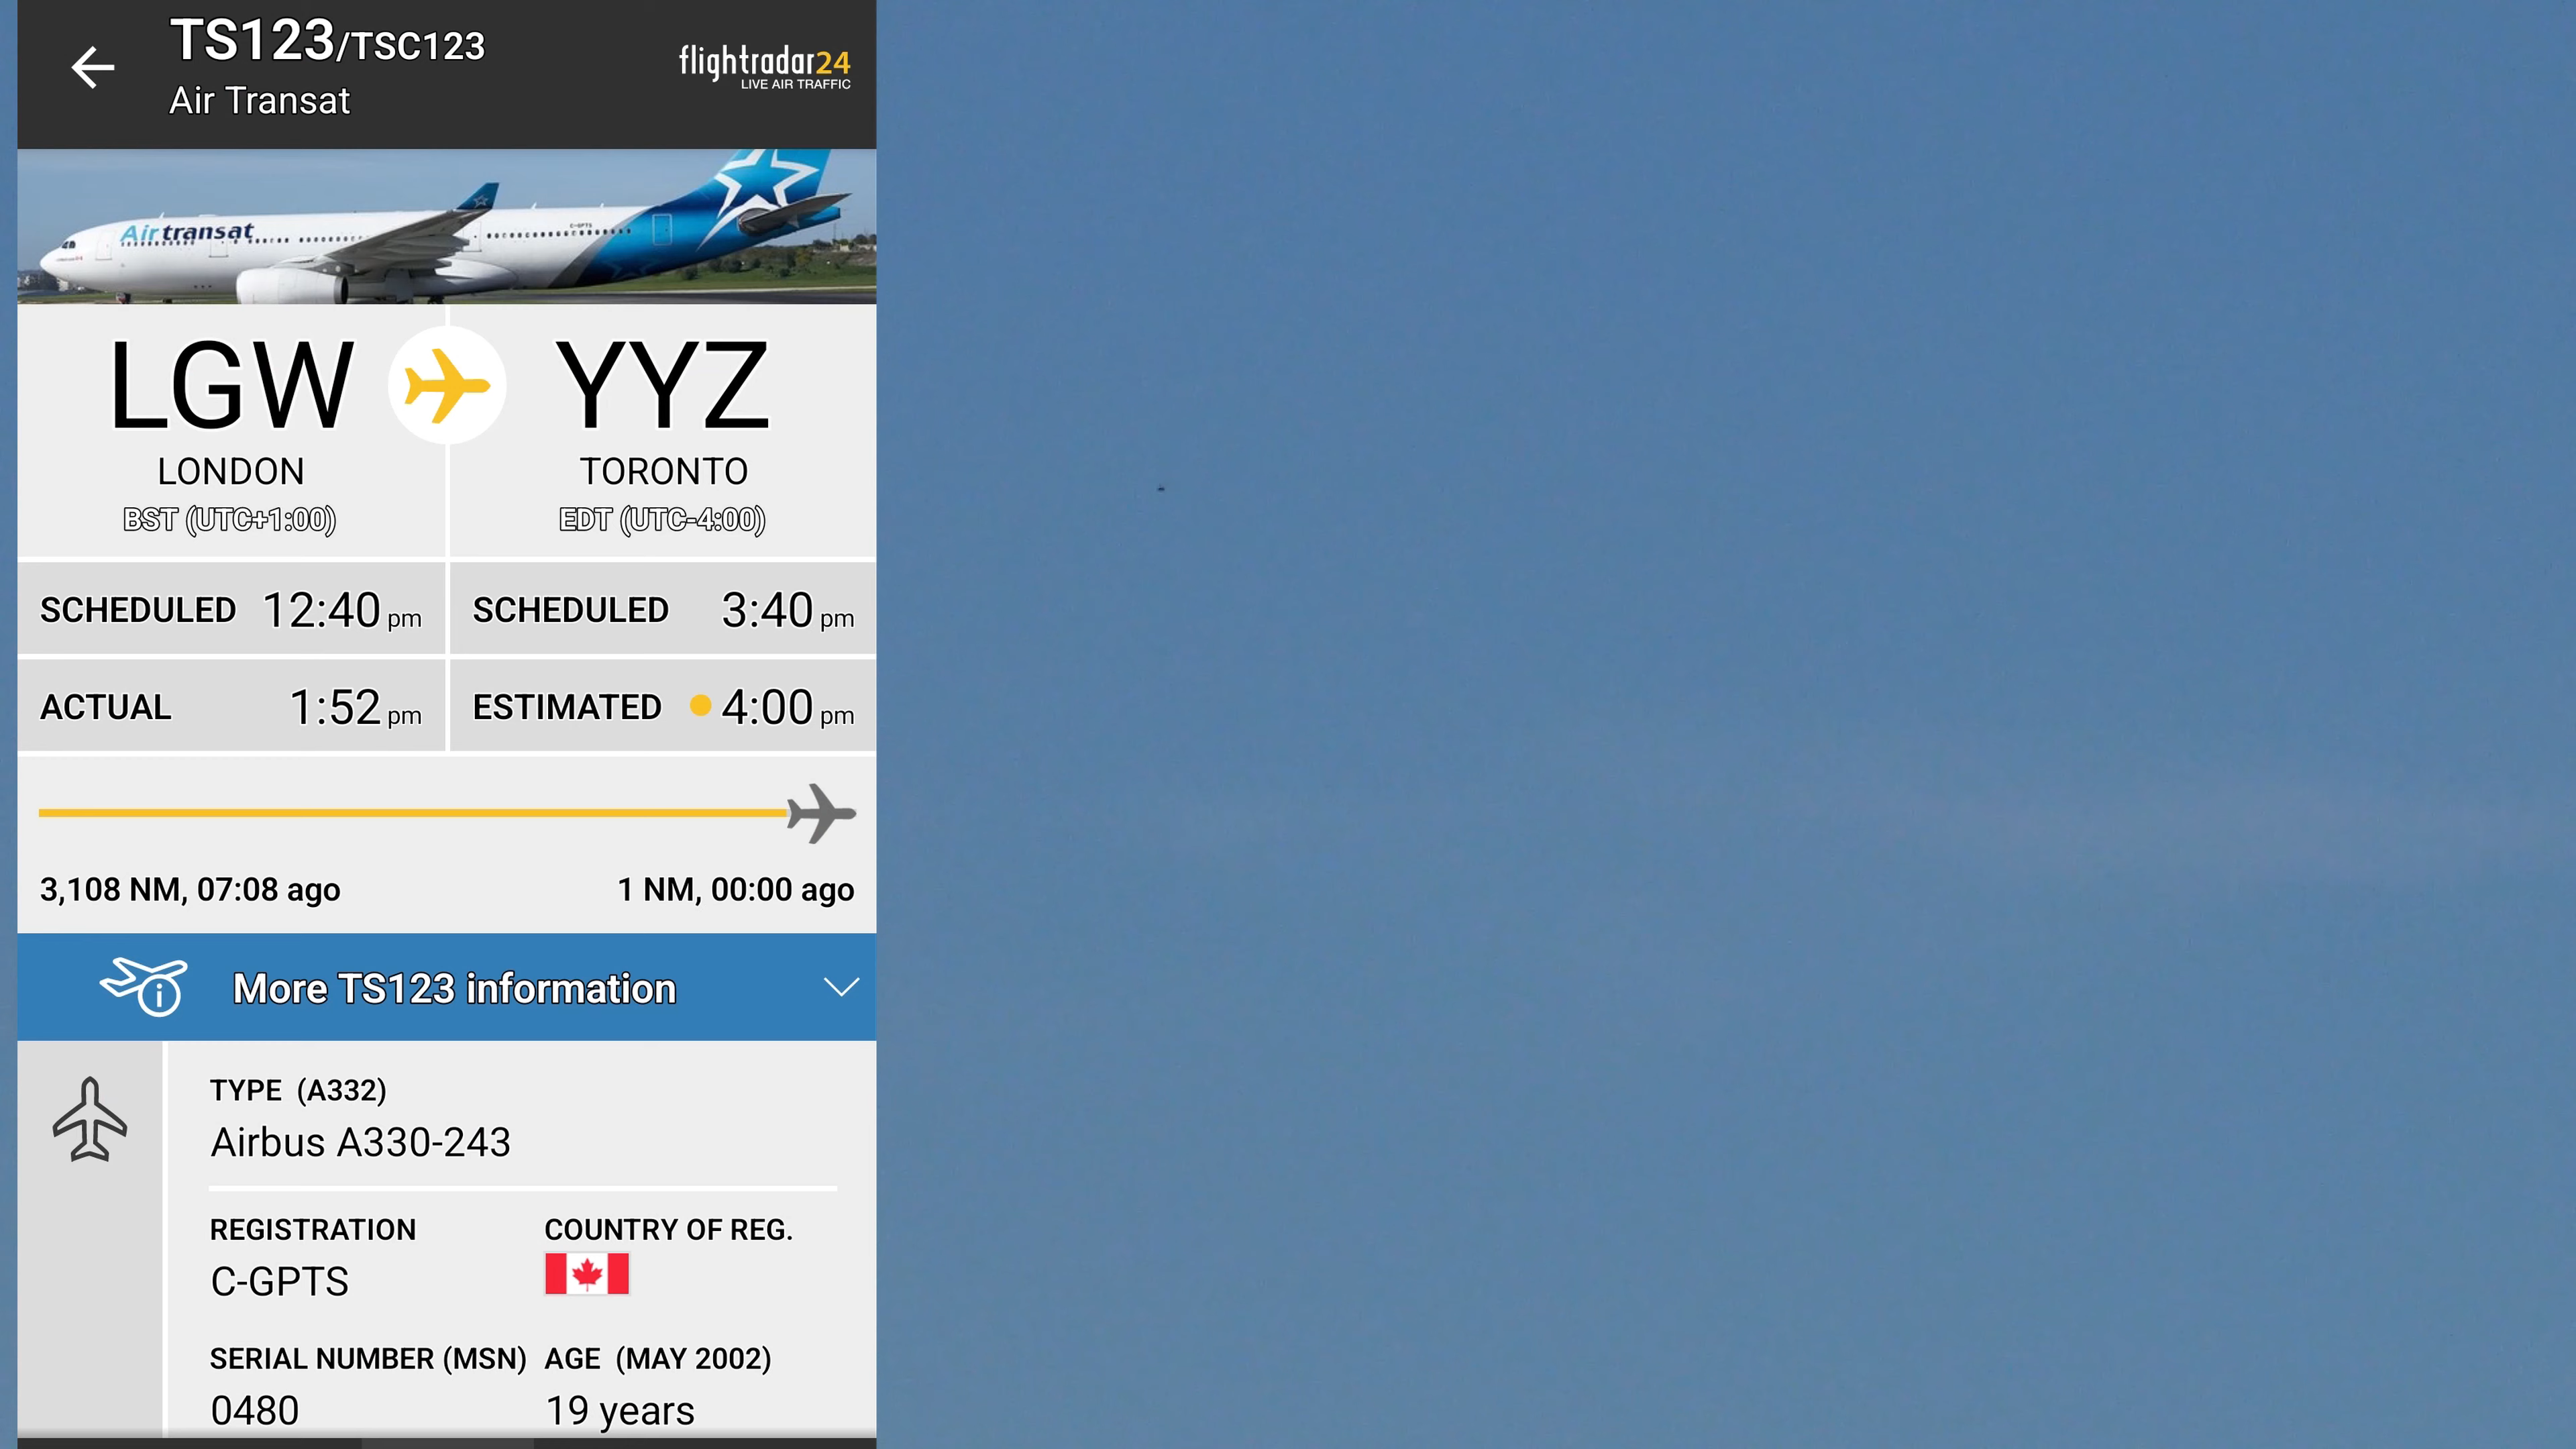 TS123/TSC123
Air Transat
flightradar24
LIVE AIR TRAFFIC
Air transat
C-GPTS
LGW YYZ
LONDON TORONTO
BST (UTC+1:00) EDT (UTC-4:00)
SCHEDULED 12:40 pm SCHEDULED 3:40 pm
ACTUAL 1:52 pm ESTIMATED 4:00 pm
3,108 NM, 07:08 ago 1 NM, 00:00 ago
More TS123 information
TYPE (A332)
Airbus A330-243
REGISTRATION COUNTRY OF REG.
C-GPTS
SERIAL NUMBER (MSN) AGE (MAY 2002)
0480 19 years